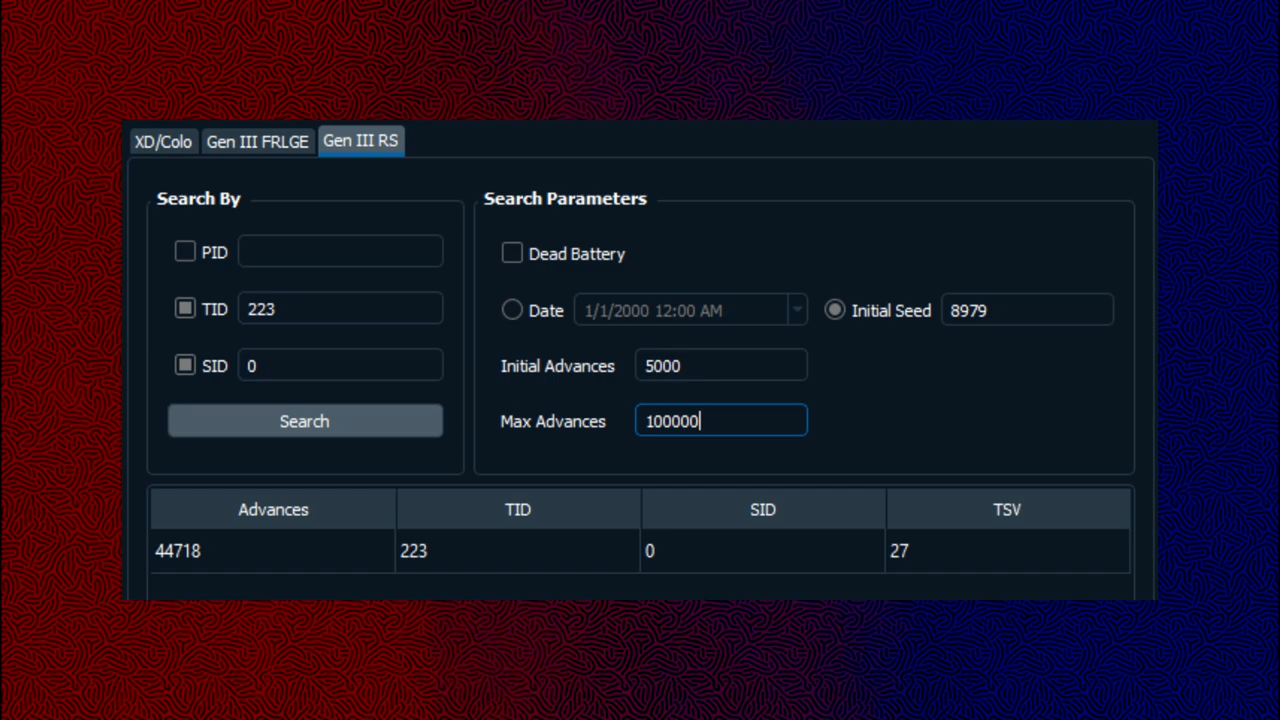 XD/Colo Gen III FRLGE Gen III RS
Search By
PID
TID 223
SID 0
Search
Search Parameters
Dead Battery
Date 1/1/2000 12:00 AM Initial Seed 8979
Initial Advances 5000
Max Advances 100000
Advances TID SID TSV
44718 223 0 27